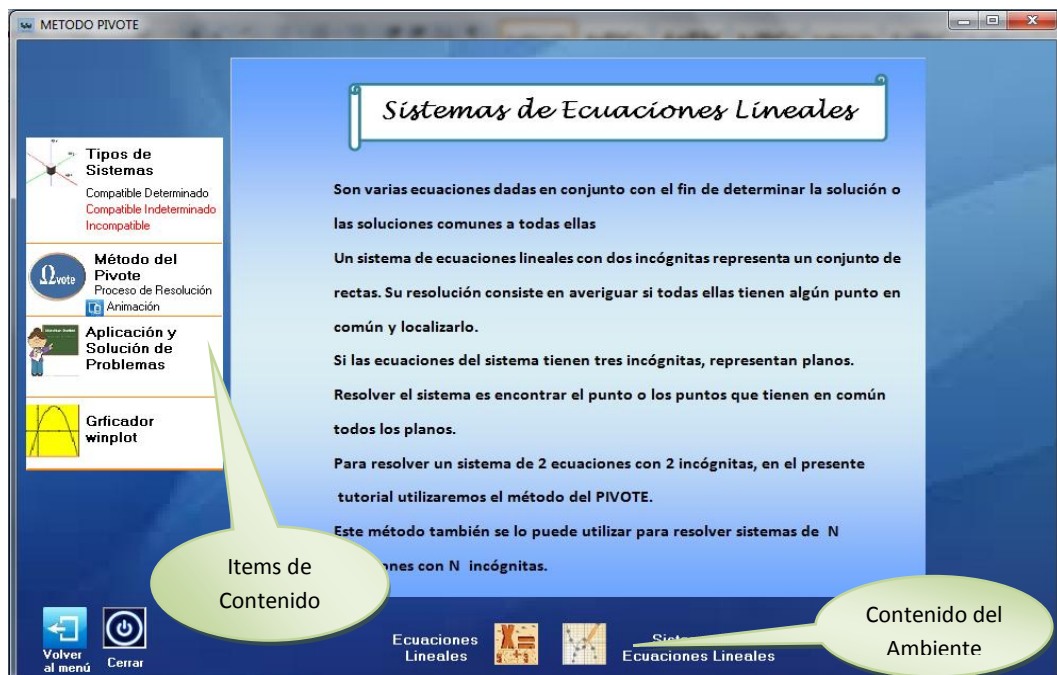 METODO PIVOTE
Sistemas de Ecuaciones Lineales
Tipos de
Sistemas
Compatible Determinado
Compatible Indeterminado
Incompatible
Método del
Pivote
Proceso de Resolución
Animación
Ωvote
Aplicación y
Solución de
Problemas
Grficador
winplot
Son varias ecuaciones dadas en conjunto con el fin de determinar la solución o
las soluciones comunes a todas ellas
Un sistema de ecuaciones lineales con dos incógnitas representa un conjunto de
rectas. Su resolución consiste en averiguar si todas ellas tienen algún punto en
común y localizarlo.
Si las ecuaciones del sistema tienen tres incógnitas, representan planos.
Resolver el sistema es encontrar el punto o los puntos que tienen en común
todos los planos.
Para resolver un sistema de 2 ecuaciones con 2 incógnitas, en el presente
tutorial utilizaremos el método del PIVOTE.
Este método también se lo puede utilizar para resolver sistemas de N
ones con N incógnitas.
Items de
Contenido
Contenido del
Ambiente
Volver
al menú
Cerrar
Ecuaciones
Lineales
Ecuaciones Lineales